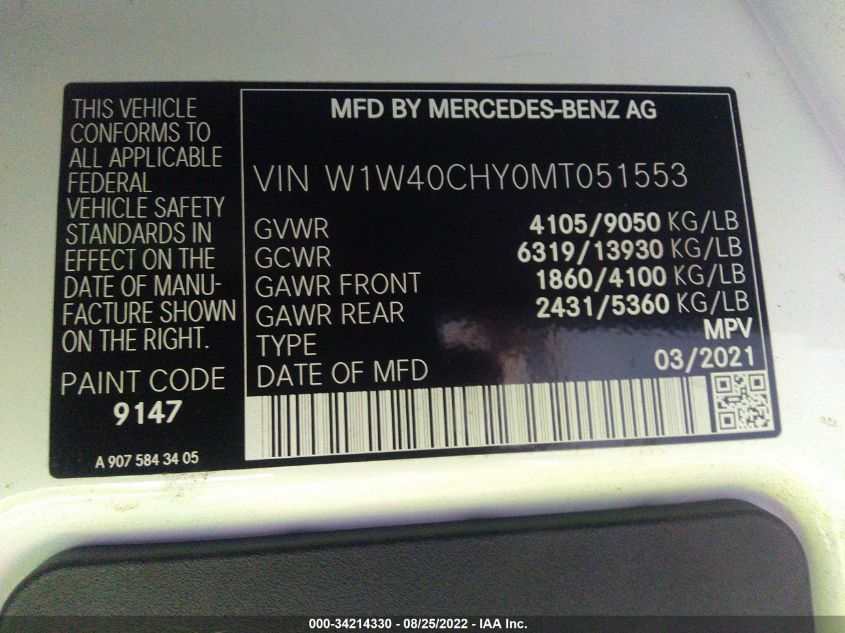 THIS VEHICLE
CONFORMS TO
ALL APPLICABLE
FEDERAL
VEHICLE SAFETY
STANDARDS IN
EFFECT ON THE
DATE OF MANU-
FACTURE SHOWN
ON THE RIGHT.
PAINT CODE
9147
A 907 584 34 05
MFD BY MERCEDES-BENZ AG
VIN W1W40CHY0MT051553
GVWR 4105/9050 KG/LB
GCWR 6319/13930 KG/LB
GAWR FRONT 1860/4100 KG/LB
GAWR REAR 2431/5360 KG/LB
TYPE MPV
DATE OF MFD 03/2021
000-34214330 - 08/25/2022 - IAA Inc.